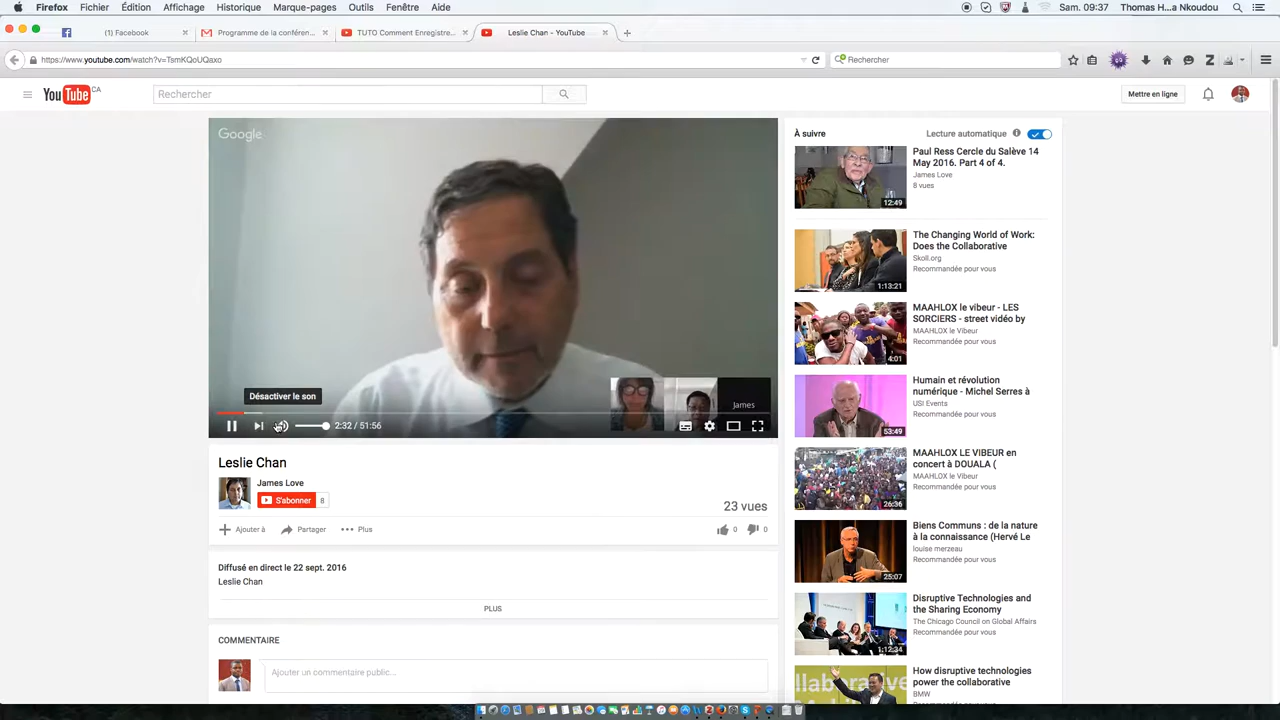 Firefox Fichier Édition Affichage Historique Marque-pages Outils Fenêtre Aide
Sam. 09:37 Thomas H...a Nkoudou
(1) Facebook
Programme de la conféren...
TUTO Comment Enregistre...
Leslie Chan - YouTube
https://www.youtube.com/watch?v=TsmKQoUQaxo
Rechercher
YouTube CA
Rechercher
Mettre en ligne
Google
Désactiver le son
James
2:32 / 51:56
Leslie Chan
James Love
S'abonner 8
23 vues
Ajouter à Partager Plus
0 0
Diffusé en direct le 22 sept. 2016
Leslie Chan
PLUS
COMMENTAIRE
Ajouter un commentaire public...
À suivre
Lecture automatique
Paul Ress Cercle du Salève 14
May 2016. Part 4 of 4.
James Love
8 vues
12:49
The Changing World of Work:
Does the Collaborative
Skoll.org
Recommandée pour vous
1:13:21
MAAHLOX le vibeur - LES
SORCIERS - street vidéo by
MAAHLOX le Vibeur
Recommandée pour vous
4:01
Humain et révolution
numérique - Michel Serres à
USI Events
Recommandée pour vous
53:49
MAAHLOX LE VIBEUR en
concert à DOUALA (
MAAHLOX le Vibeur
Recommandée pour vous
26:36
Biens Communs : de la nature
à la connaissance (Hervé Le
louise merzeau
Recommandée pour vous
25:07
Disruptive Technologies and
the Sharing Economy
The Chicago Council on Global Affairs
Recommandée pour vous
1:12:34
How disruptive technologies
power the collaborative
BMW
Recommandée pour vous